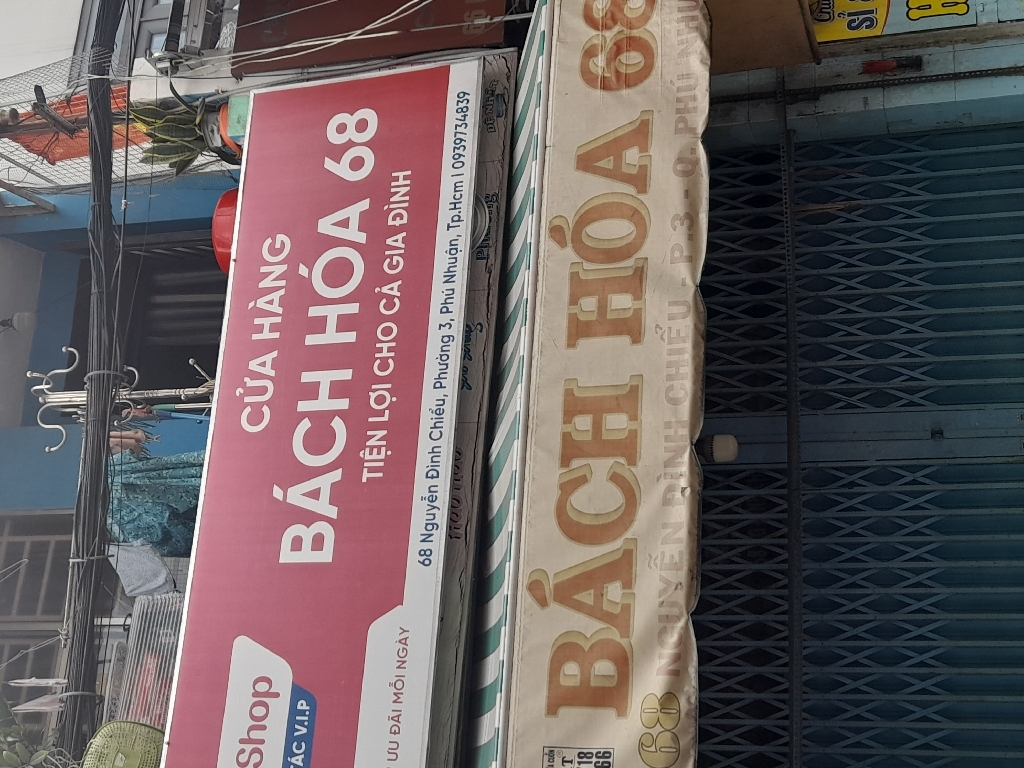 CỬA HÀNG
BÁCH HÓA 68
TIỆN LỢI CHO CẢ GIA ĐÌNH
Shop
TÁC V.I.P
ƯU ĐÃI MỖI NGÀY
68 Nguyễn Đình Chiểu, Phường 3, Phú Nhuận, Tp.Hcm I 0939734839
BÁCH HÓA 68
68 NGUYỄN ĐÌNH CHIỂU - P.3 - Q.PHÚ NHUẬN